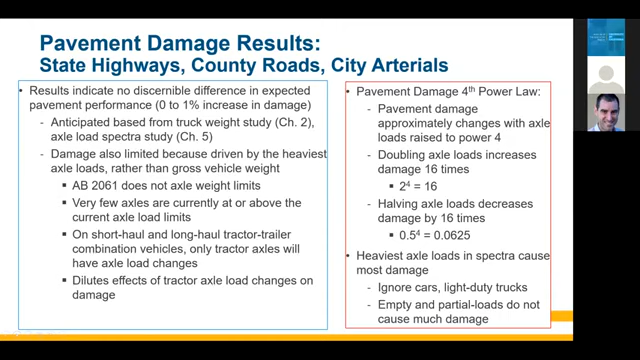 Pavement Damage Results:
State Highways, County Roads, City Arterials
• Results indicate no discernible difference in expected
pavement performance (0 to 1% increase in damage)
- Anticipated based from truck weight study (Ch. 2),
axle load spectra study (Ch. 5)
- Damage also limited because driven by the heaviest
axle loads, rather than gross vehicle weight
▪ AB 2061 does not axle weight limits
▪ Very few axles are currently at or above the
current axle load limits
▪ On short-haul and long-haul tractor-trailer
combination vehicles, only tractor axles will
have axle load changes
▪ Dilutes effects of tractor axle load changes on
damage
• Pavement Damage 4th Power Law:
- Pavement damage
approximately changes with axle
loads raised to power 4
- Doubling axle loads increases
damage 16 times
▪ 2⁴ = 16
- Halving axle loads decreases
damage by 16 times
▪ 0.5⁴ = 0.0625
• Heaviest axle loads in spectra cause
most damage
- Ignore cars, light-duty trucks
- Empty and partial-loads do not
cause much damage